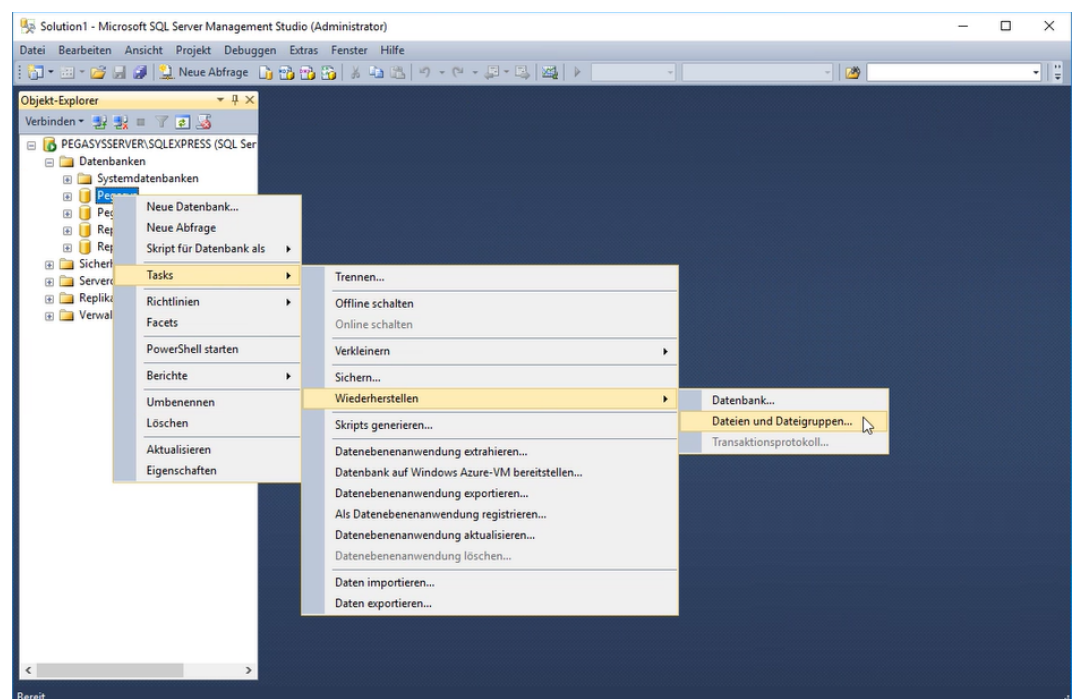 Solution1 - Microsoft SQL Server Management Studio (Administrator)
Datei Bearbeiten Ansicht Projekt Debuggen Extras Fenster Hilfe
Neue Abfrage
Objekt-Explorer
Verbinden
PEGASYSSERVER\SQLEXPRESS (SQL Ser
Datenbanken
Systemdatenbanken
Neue Datenbank...
Neue Abfrage
Skript für Datenbank als
Tasks
Richtlinien
Facets
PowerShell starten
Berichte
Umbenennen
Löschen
Aktualisieren
Eigenschaften
Trennen...
Offline schalten
Online schalten
Verkleinern
Sichern...
Wiederherstellen
Skripts generieren...
Datenebenenanwendung extrahieren...
Datenbank auf Windows Azure-VM bereitstellen...
Datenebenenanwendung exportieren...
Als Datenebenenanwendung registrieren...
Datenebenenanwendung aktualisieren...
Datenebenenanwendung löschen...
Daten importieren...
Daten exportieren...
Datenbank...
Dateien und Dateigruppen...
Transaktionsprotokoll...
Bereit